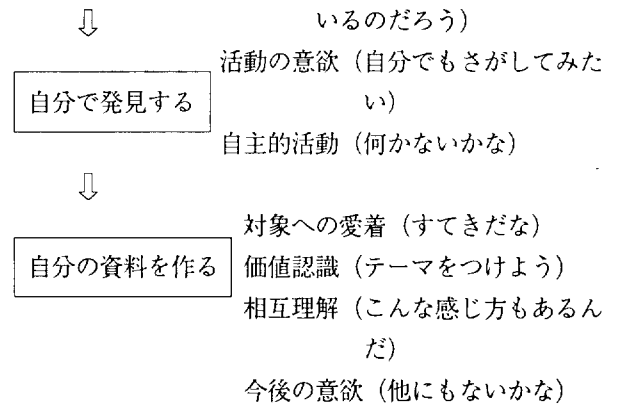 ⇩
いるのだろう)
活動の意欲(自分でもさがしてみた
自分で発見する
い)
自主的活動(何かないかな)
⇩
対象への愛着(すてきだな)
自分の資料を作る
価値認識(テーマをつけよう)
相互理解(こんな感じ方もあるん
だ)
今後の意欲(他にもないかな)